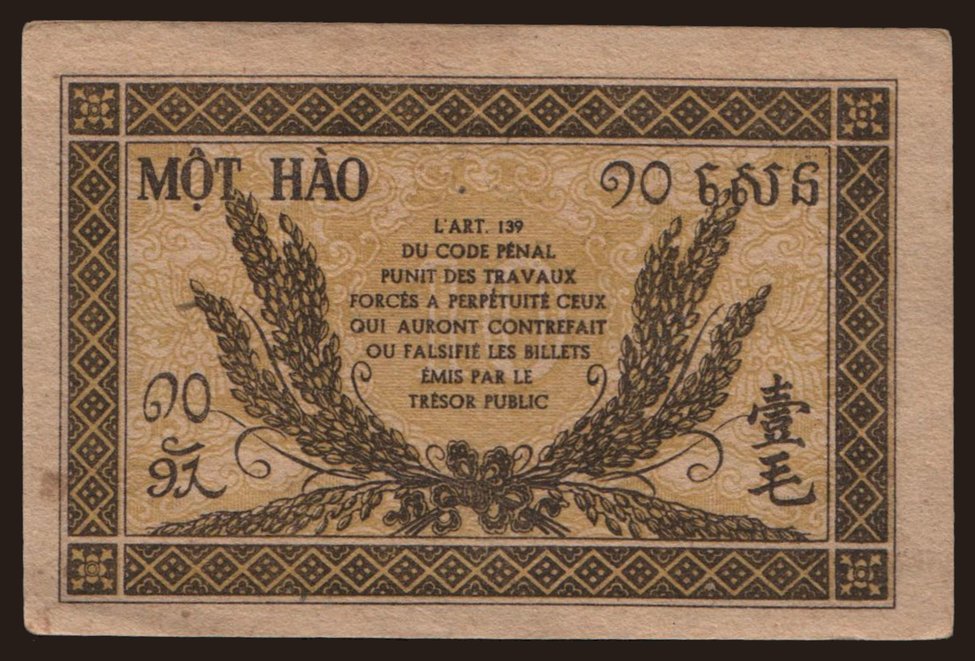 MỘT HÀO
១០ សេន
L'ART. 139
DU CODE PÉNAL
PUNIT DES TRAVAUX
FORCÉS A PERPÉTUITÉ CEUX
QUI AURONT CONTREFAIT
OU FALSIFIÉ LES BILLETS
ÉMIS PAR LE
TRÉSOR PUBLIC
໑໐
壹
毛